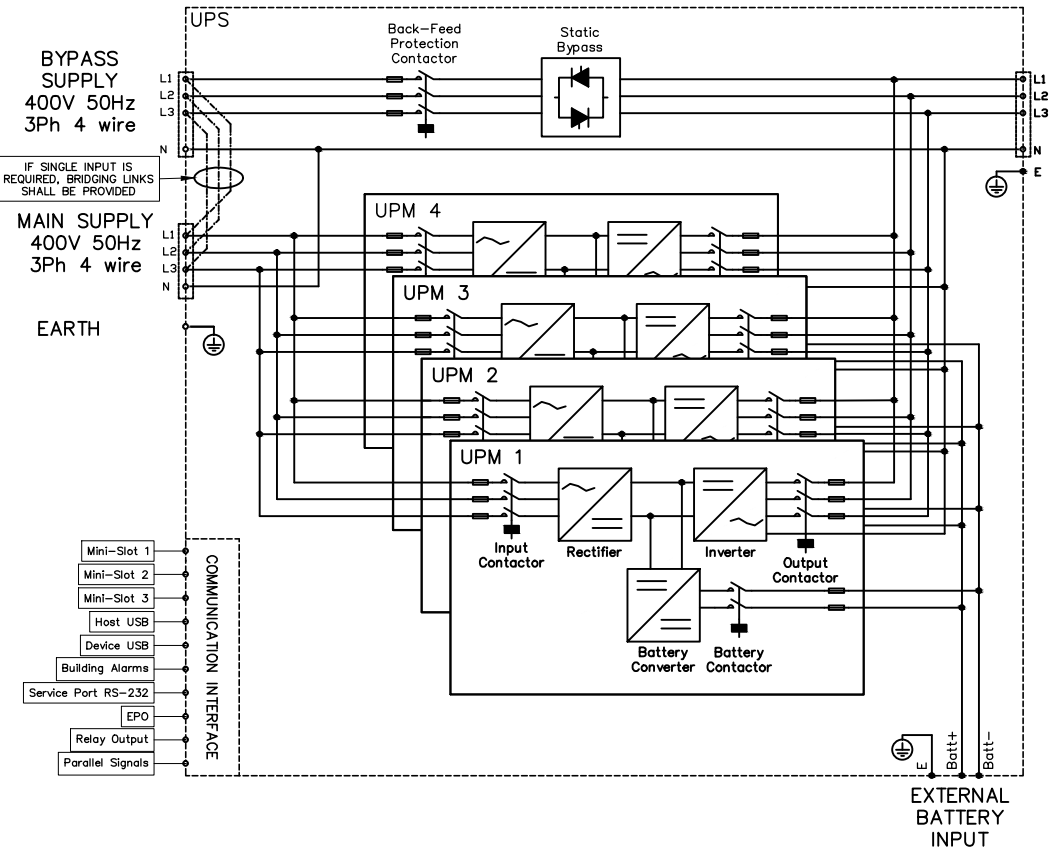 UPS
Back-Feed
Protection
Contactor
Static
Bypass
BYPASS
SUPPLY
400V 50Hz
3Ph 4 wire
L1
L2
L3
N
L1
L2
L3
N
E
IF SINGLE INPUT IS
REQUIRED, BRIDGING LINKS
SHALL BE PROVIDED
MAIN SUPPLY
400V 50Hz
3Ph 4 wire
L1
L2
L3
N
EARTH
UPM 4
UPM 3
UPM 2
UPM 1
Input
Contactor
Rectifier
Inverter
Output
Contactor
Battery
Converter
Battery
Contactor
Mini-Slot 1
Mini-Slot 2
Mini-Slot 3
Host USB
Device USB
Building Alarms
Service Port RS-232
EPO
Relay Output
Parallel Signals
COMMUNICATION INTERFACE
E
Batt+
Batt-
EXTERNAL
BATTERY
INPUT